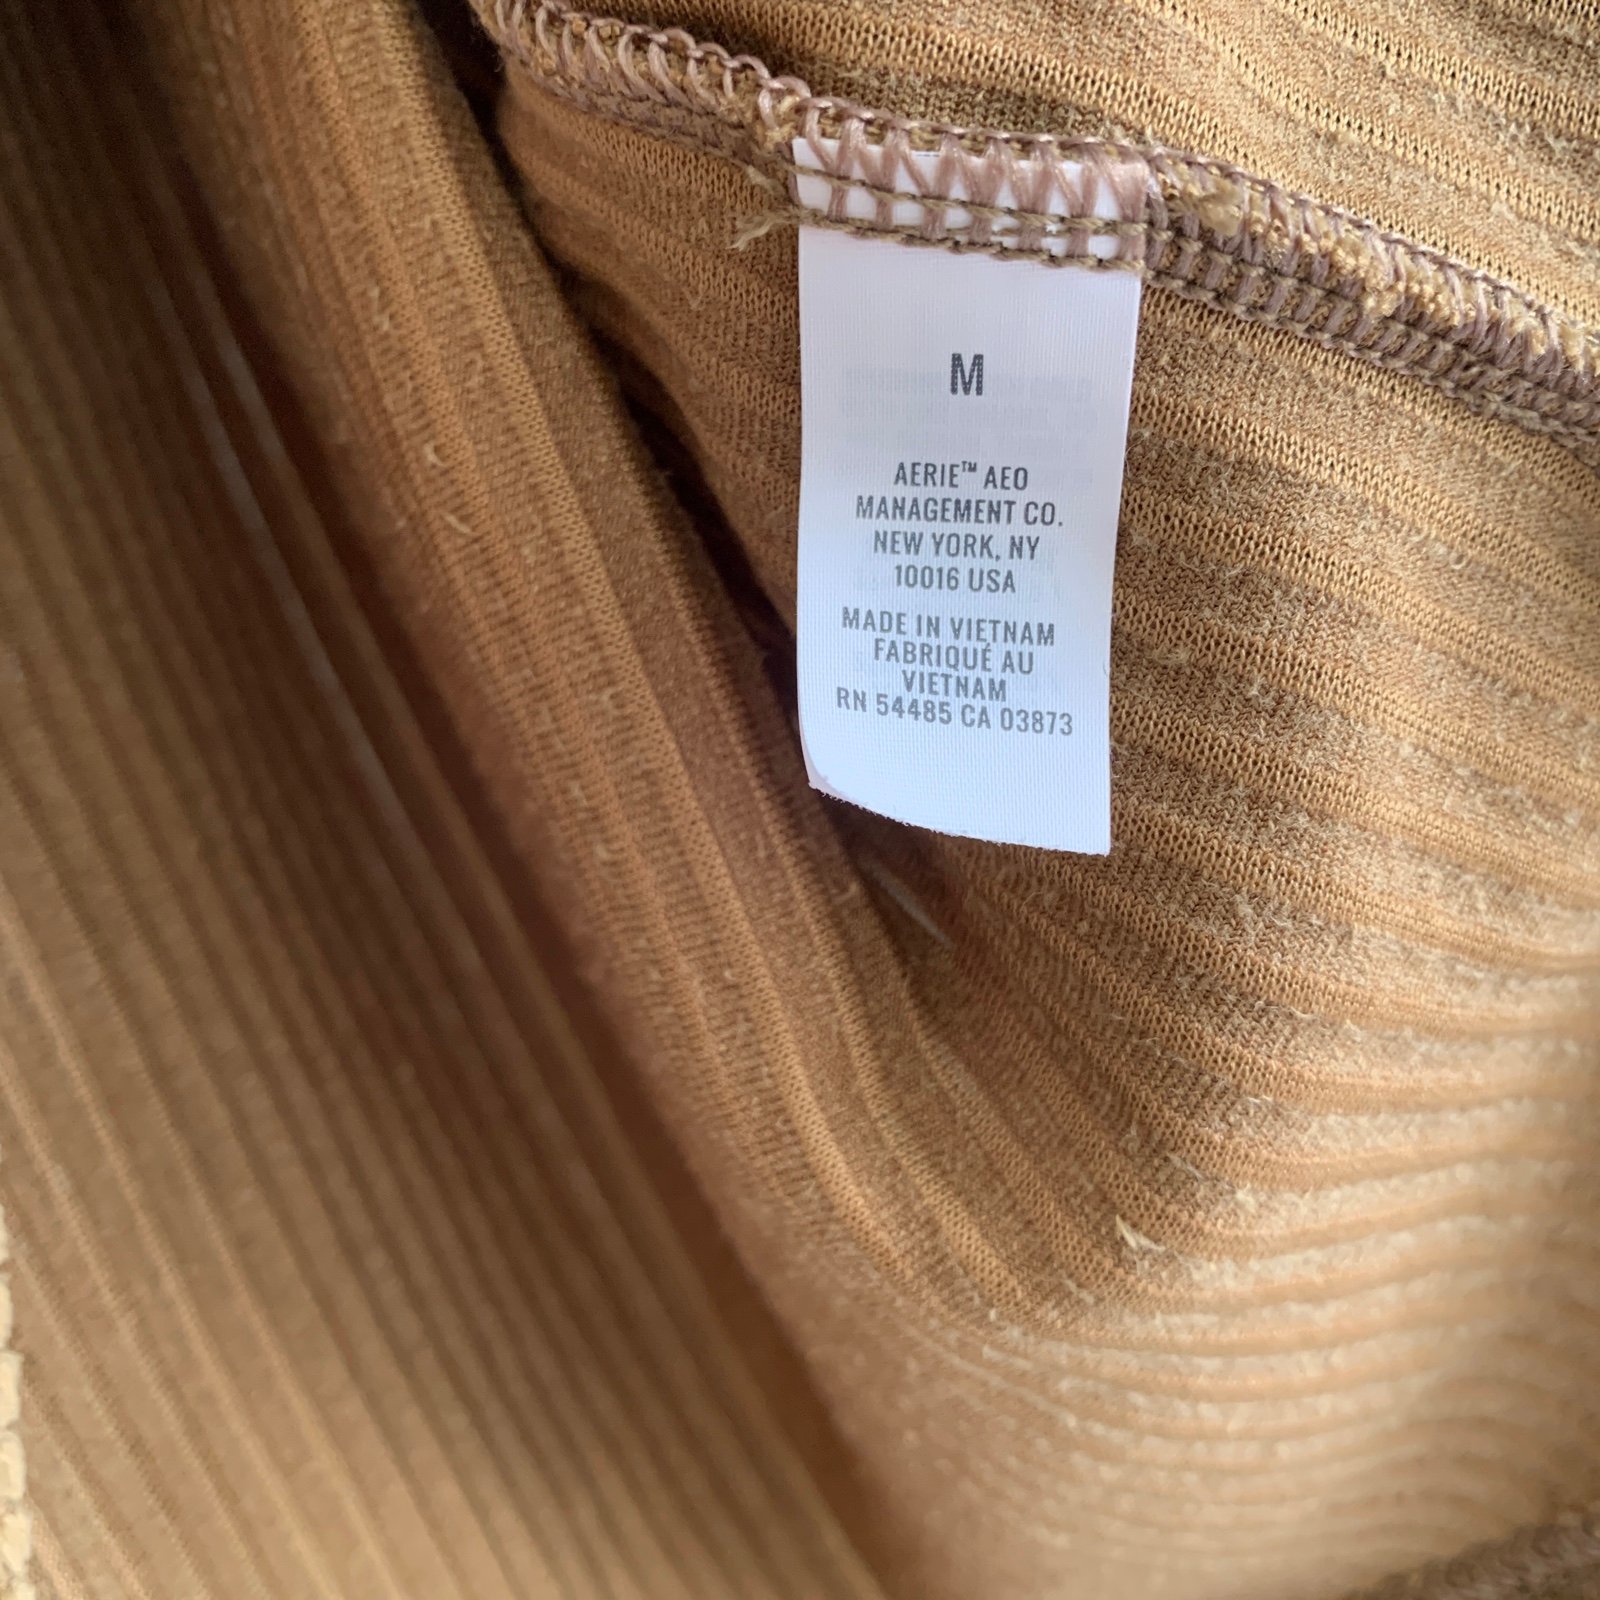 M
AERIE™ AEO
MANAGEMENT CO.
NEW YORK, NY
10016 USA
MADE IN VIETNAM
FABRIQUÉ AU
VIETNAM
RN 54485 CA 03873